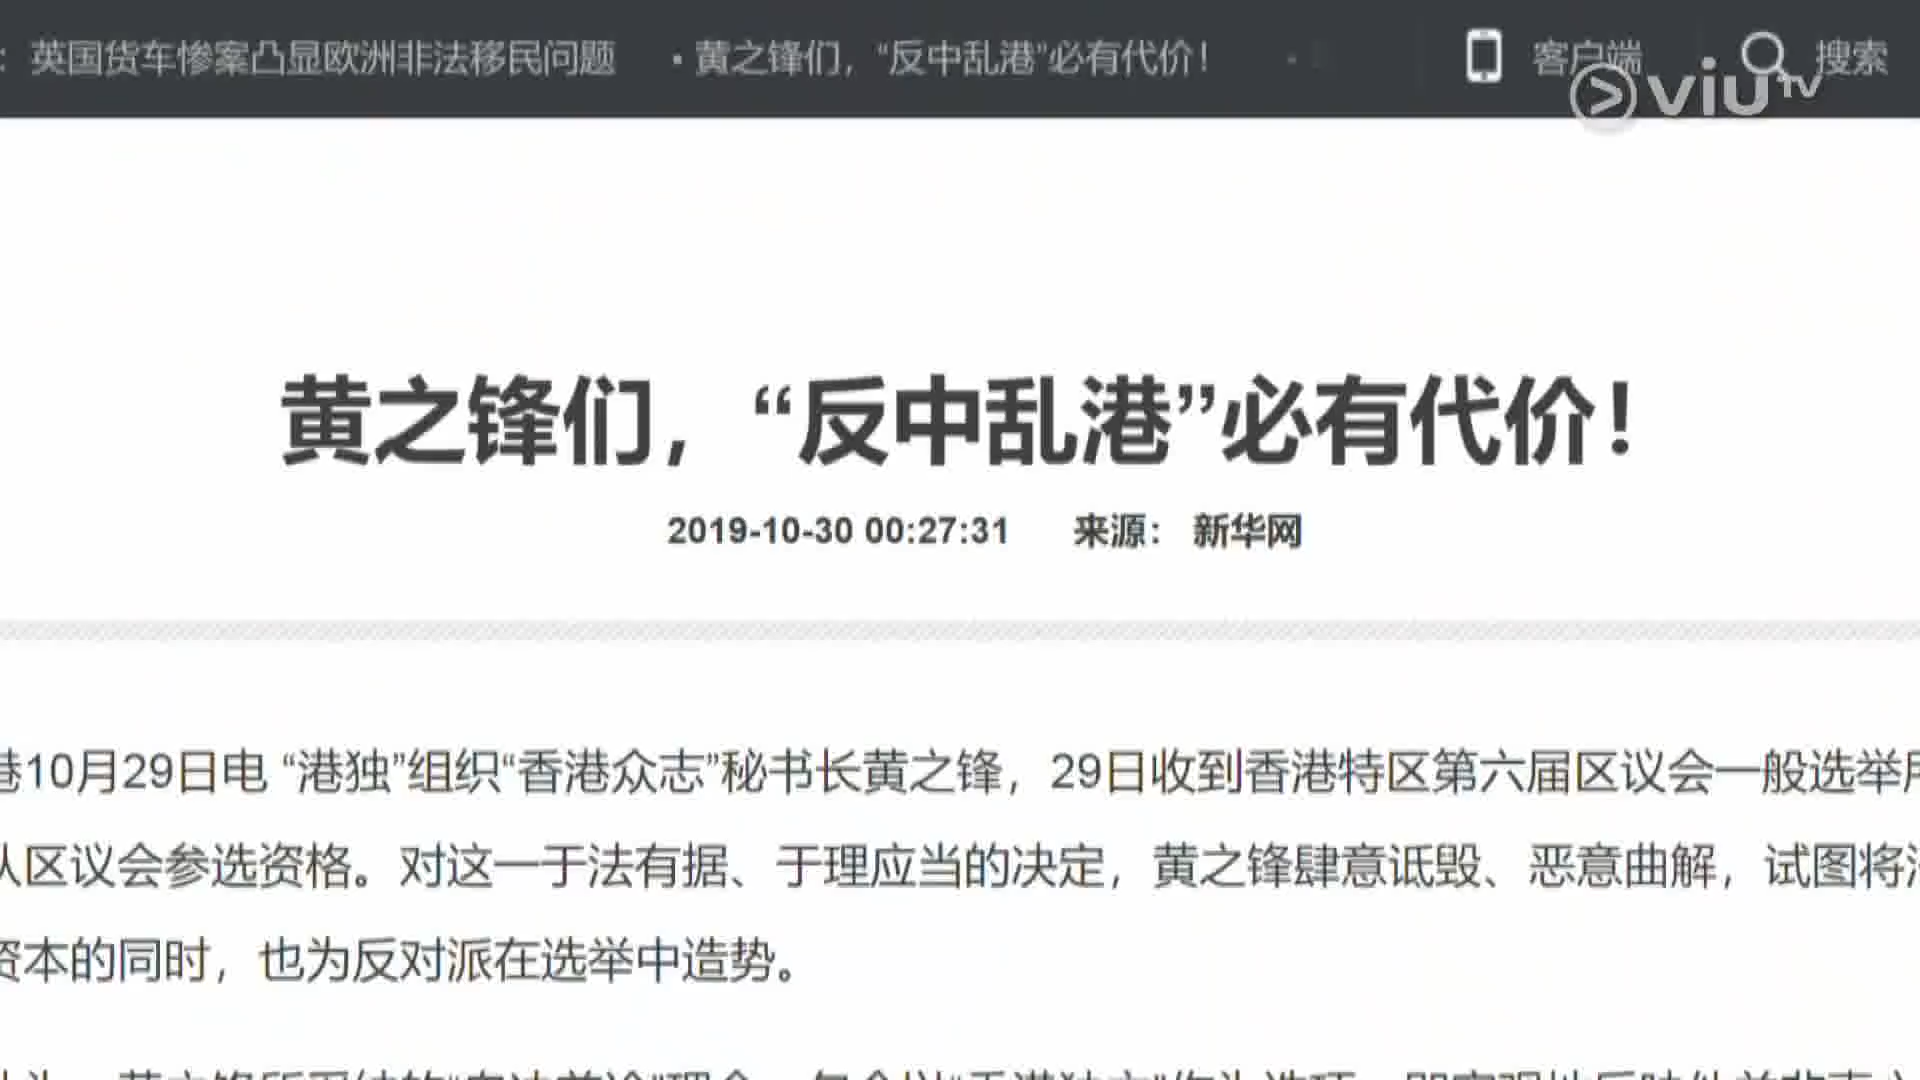 ：英国货车惨案凸显欧洲非法移民问题 · 黄之锋们，“反中乱港”必有代价！ 客户端 搜索
viuTV
黄之锋们，“反中乱港”必有代价！
2019-10-30 00:27:31 来源： 新华网
港10月29日电 “港独”组织“香港众志”秘书长黄之锋，29日收到香港特区第六届区议会一般选举
区议会参选资格。对这一于法有据、于理应当的决定，黄之锋肆意诋毁、恶意曲解，试图将
资本的同时，也为反对派在选举中造势。